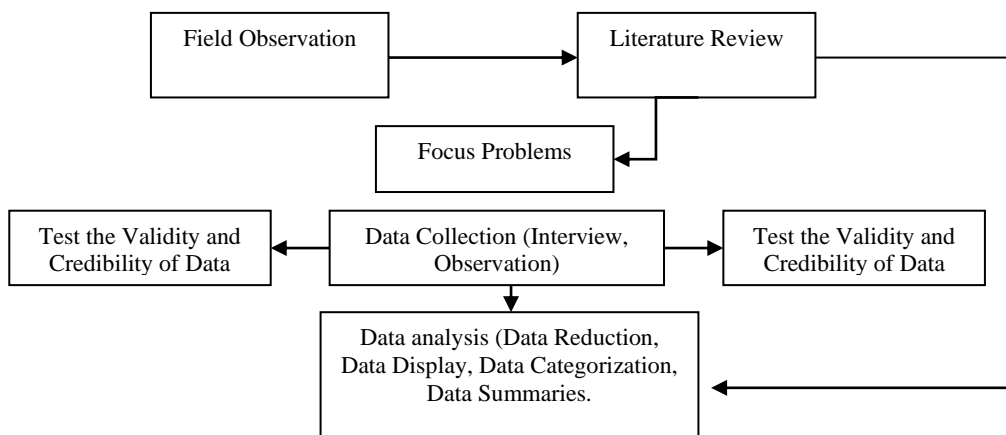 Field Observation
Literature Review
Focus Problems
Test the Validity and
Credibility of Data
Data Collection (Interview,
Observation)
Test the Validity and
Credibility of Data
Data analysis (Data Reduction,
Data Display, Data Categorization,
Data Summaries.